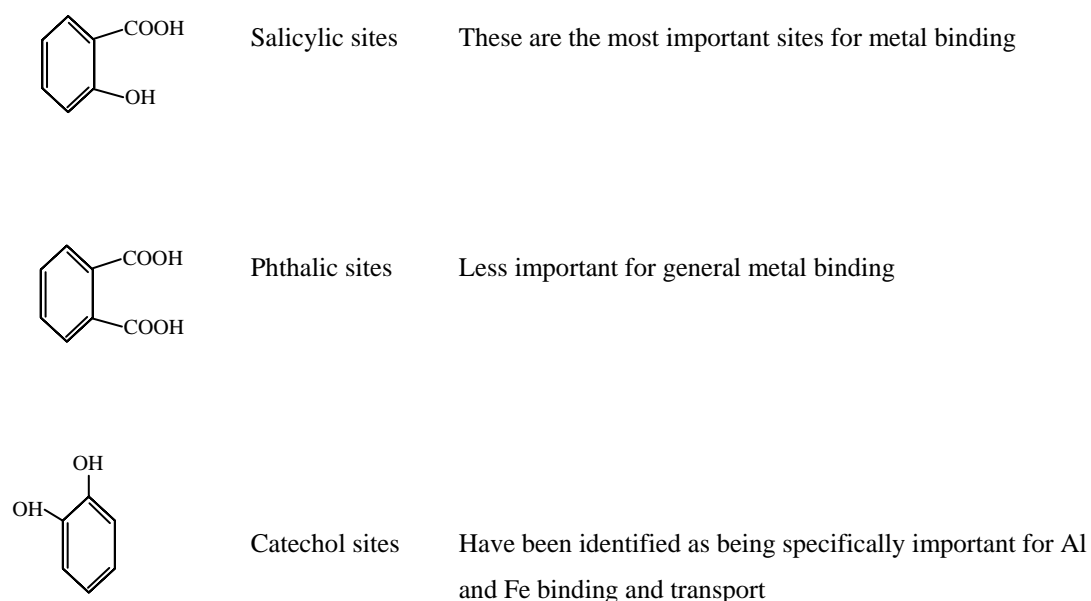 COOH
Salicylic sites These are the most important sites for metal binding
OH
COOH
Phthalic sites Less important for general metal binding
COOH
OH
OH
Catechol sites Have been identified as being specifically important for Al
and Fe binding and transport